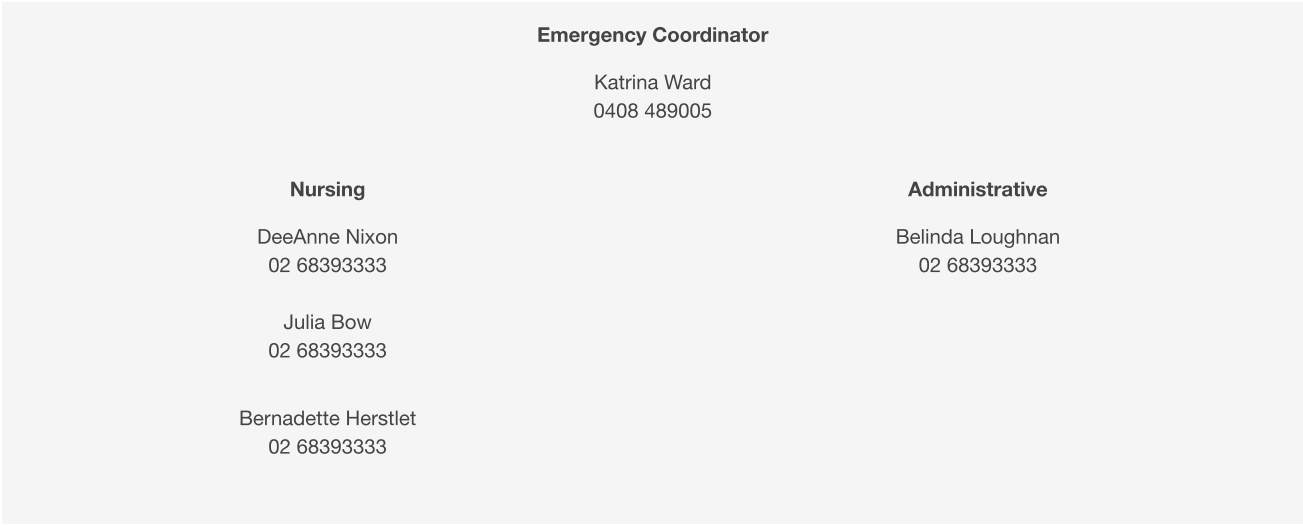 Emergency Coordinator
Katrina Ward
0408 489005
Nursing
DeeAnne Nixon
02 68393333
Julia Bow
02 68393333
Bernadette Herstlet
02 68393333
Administrative
Belinda Loughnan
02 68393333